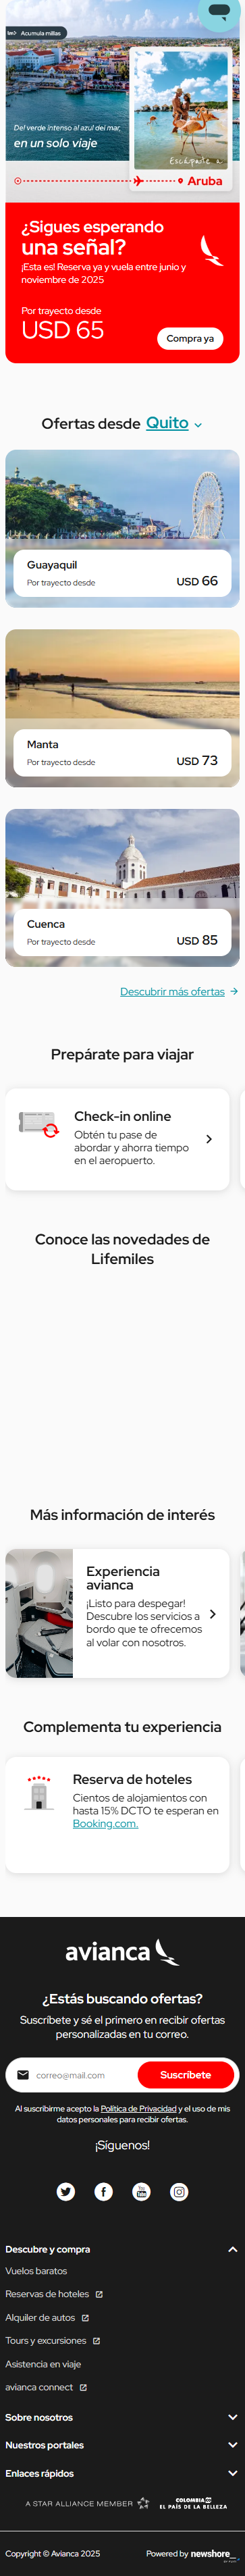 Acumula millas
Del verde intenso al azul del mar,
en un solo viaje
Escápade a
Aruba
¿Sigues esperando
una señal?
¡Esta es! Reserva ya y vuela entre junio y
noviembre de 2025
Por trayecto desde
USD 65
Compra ya
Ofertas desde Quito
Guayaquil
Por trayecto desde
USD 66
Manta
Por trayecto desde
USD 73
Cuenca
Por trayecto desde
USD 85
Descubrir más ofertas
Prepárate para viajar
Check-in online
Obtén tu pase de
abordar y ahorra tiempo
en el aeropuerto.
Conoce las novedades de
Lifemiles
Más información de interés
Experiencia
avianca
¡Listo para despegar!
Descubre los servicios a
bordo que te ofrecemos
al volar con nosotros.
Complementa tu experiencia
Reserva de hoteles
Cientos de alojamientos con
hasta 15% DCTO te esperan en
Booking.com.
avianca
¿Estás buscando ofertas?
Suscríbete y sé el primero en recibir ofertas
personalizadas en tu correo.
correo@mail.com
Suscríbete
Al suscribirme acepto la Política de Privacidad y el uso de mis
datos personales para recibir ofertas.
¡Síguenos!
You
Tube
Descubre y compra
Vuelos baratos
Reservas de hoteles
Alquiler de autos
Tours y excursiones
Asistencia en viaje
avianca connect
Sobre nosotros
Nuestros portales
Enlaces rápidos
A STAR ALLIANCE MEMBER
COLOMBIA
EL PAÍS DE LA BELLEZA
Copyright © Avianca 2025
Powered by newshore_